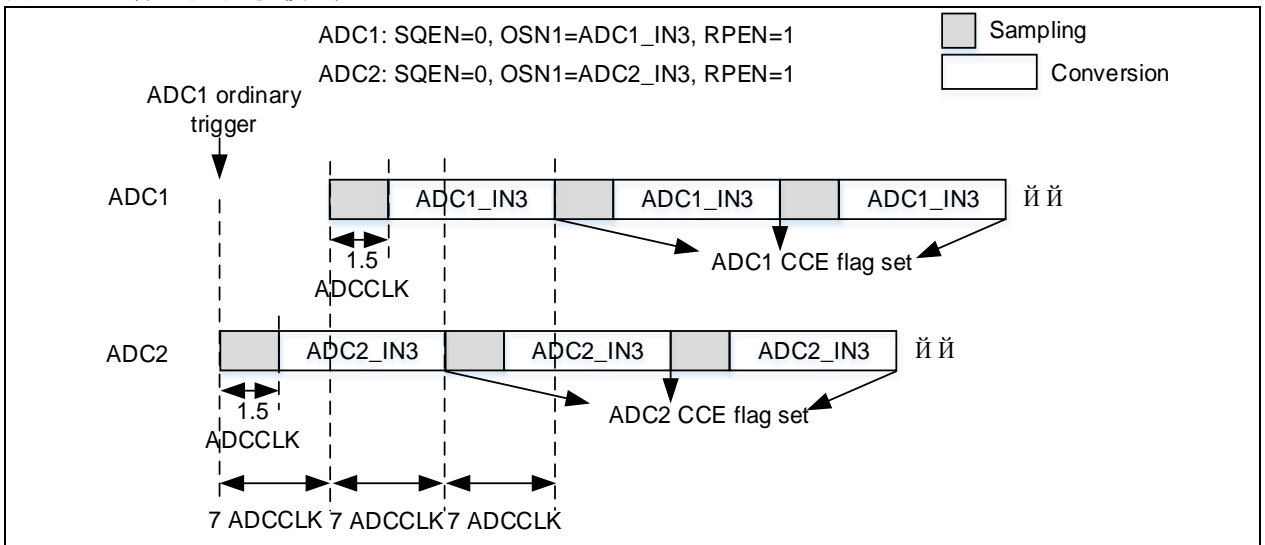 ADC1: SQEN=0, OSN1=ADC1_IN3, RPEN=1
ADC2: SQEN=0, OSN1=ADC2_IN3, RPEN=1
Sampling
Conversion
ADC1 ordinary
trigger
ADC1
ADC1_IN3
ADC1_IN3
ADC1_IN3
Й Й
1.5
ADCCLK
ADC1 CCE flag set
ADC2
ADC2_IN3
ADC2_IN3
ADC2_IN3
Й Й
1.5
ADCCLK
ADC2 CCE flag set
7 ADCCLK 7 ADCCLK 7 ADCCLK